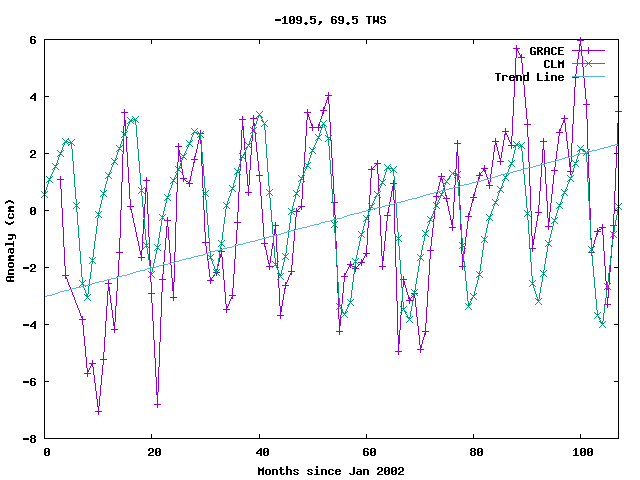 -109.5, 69.5 TWS
GRACE
CLM
Trend Line
6
4
2
0
-2
-4
-6
-8
Anomaly (cm)
0 20 40 60 80 100
Months since Jan 2002